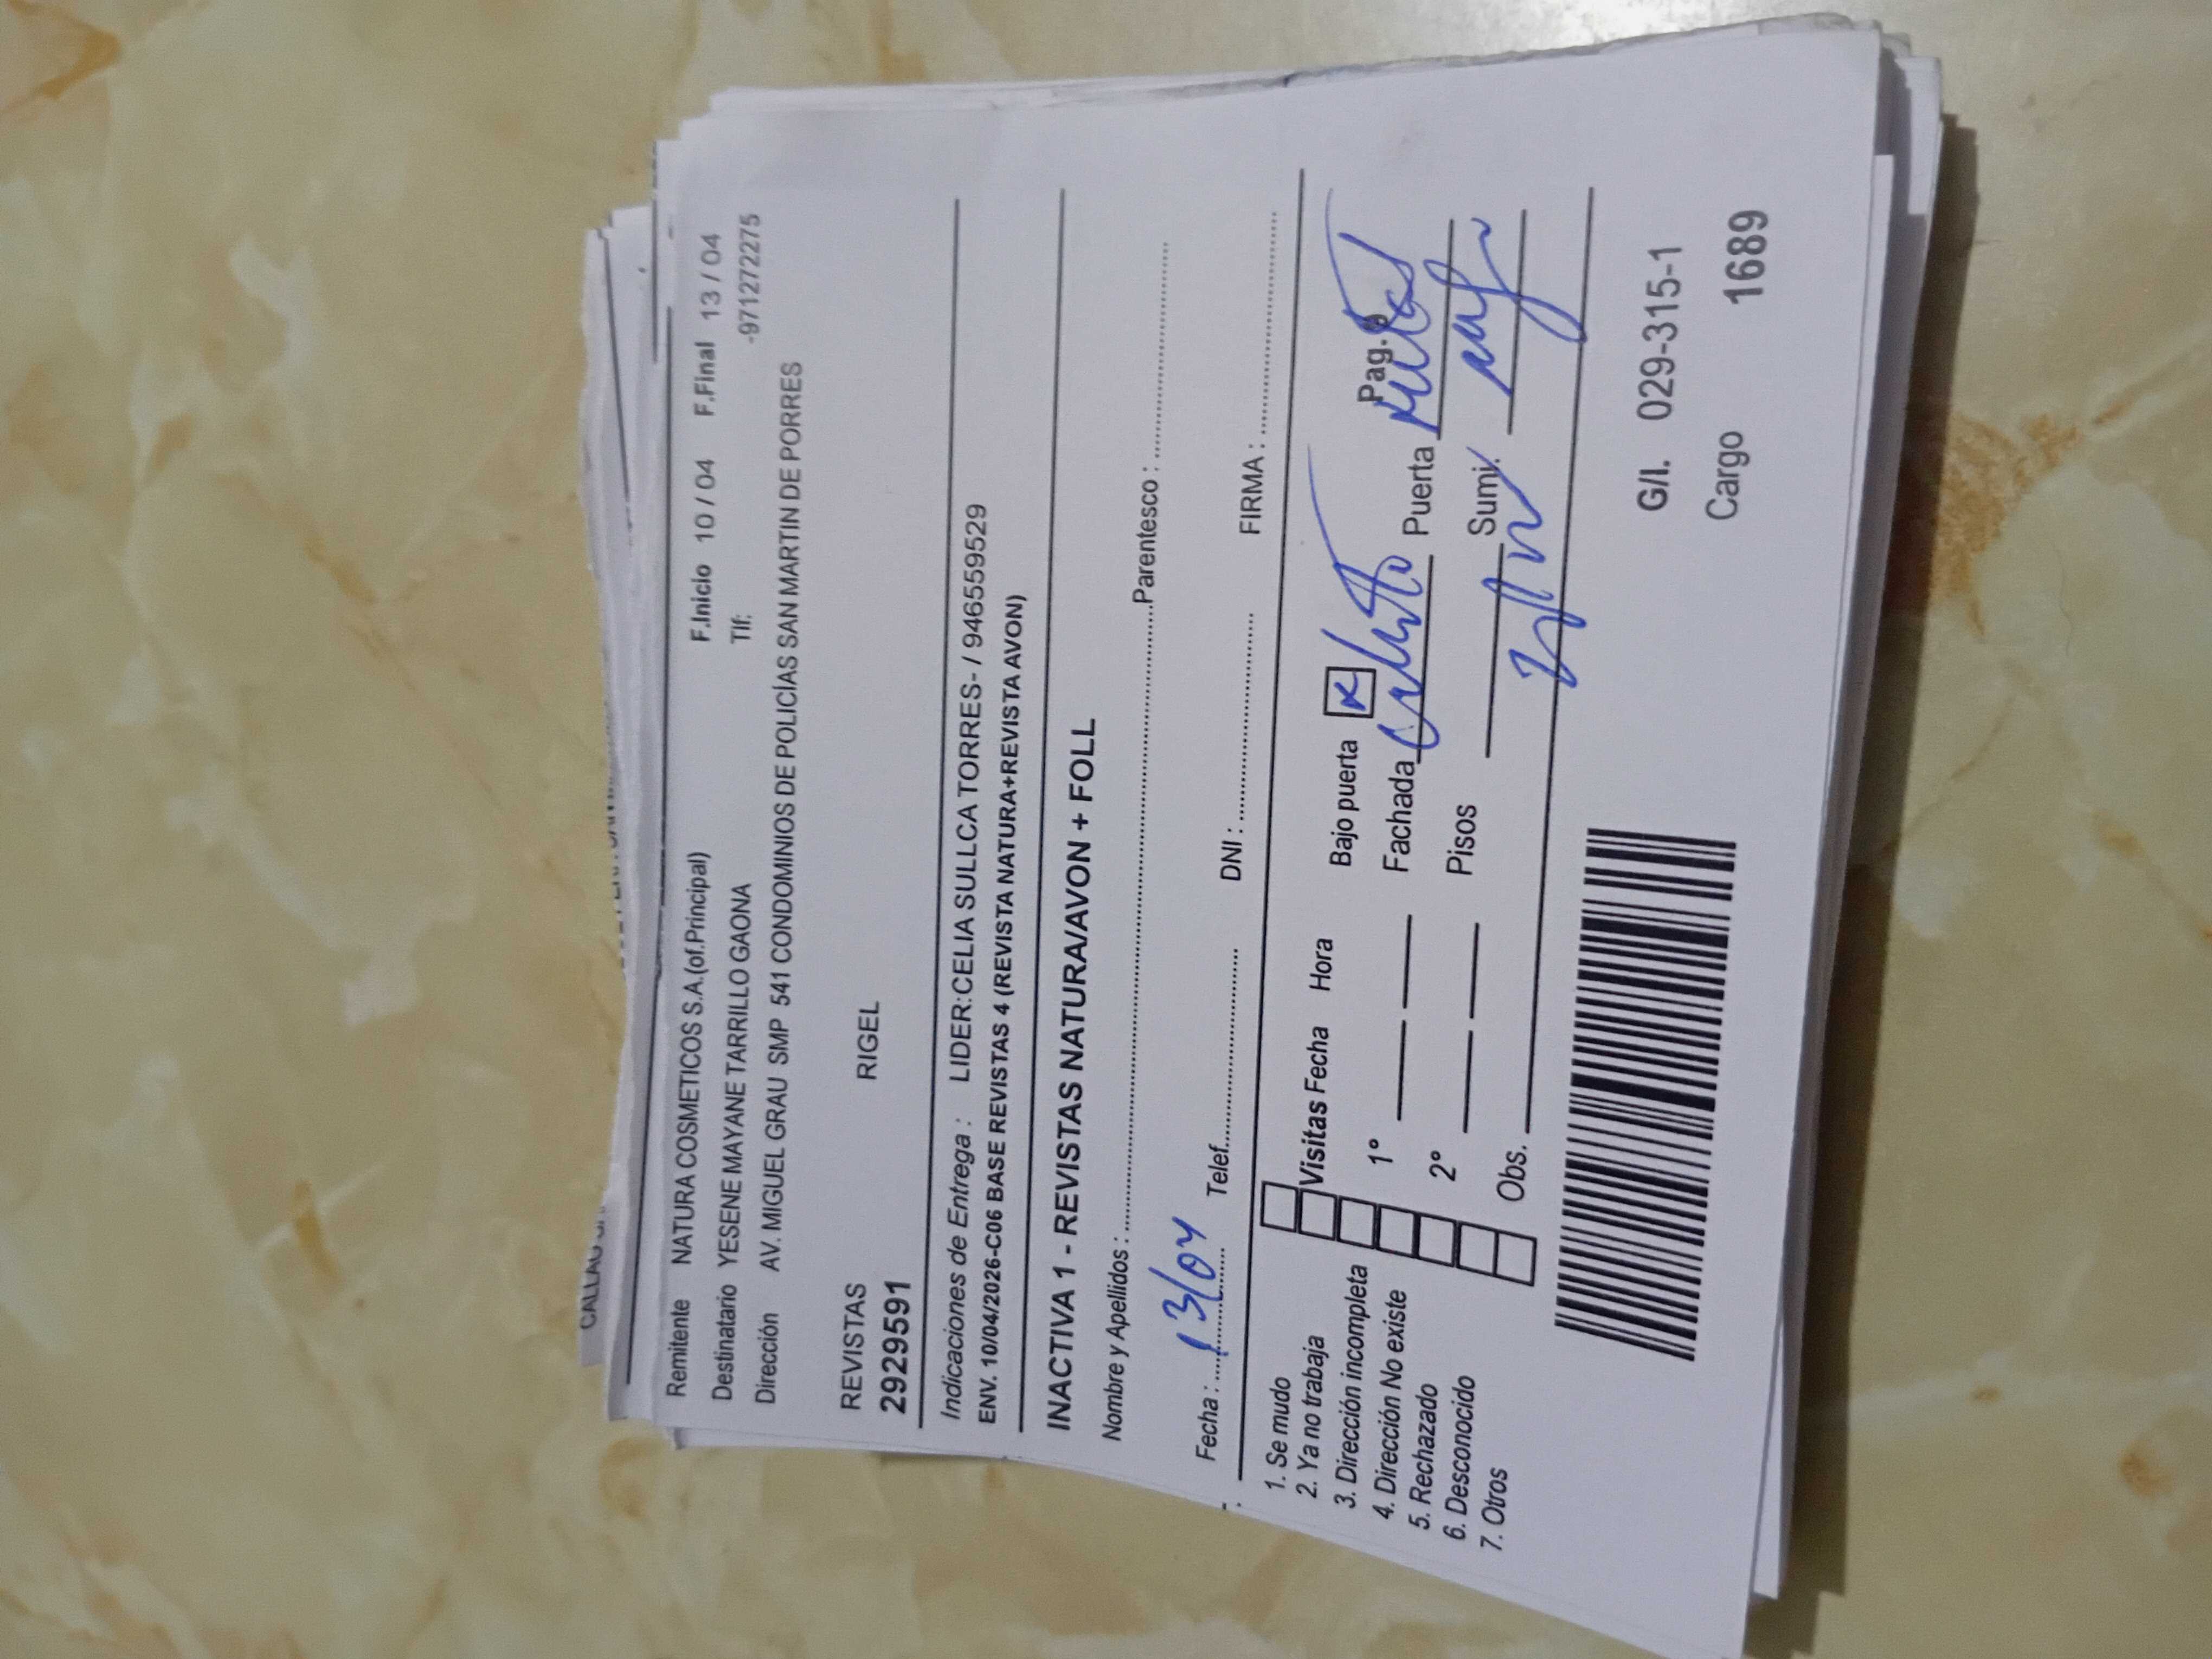 CALLAO
Remitente NATURA COSMETICOS S.A.(of.Principal) F.Inicio 10 / 04 F.Final 13 / 04
Destinatario YESENE MAYANE TARRILLO GAONA Tlf: -971272275
Dirección AV. MIGUEL GRAU SMP 541 CONDOMINIOS DE POLICÍAS SAN MARTIN DE PORRES
REVISTAS RIGEL
2929591
Indicaciones de Entrega : LIDER:CELIA SULLCA TORRES- / 946559529
ENV. 10/04/2026-C06 BASE REVISTAS 4 (REVISTA NATURA+REVISTA AVON)
INACTIVA 1 - REVISTAS NATURA/AVON + FOLL
Nombre y Apellidos : Parentesco :
Fecha : 13/04 Telef. DNI : FIRMA :
1. Se mudo
2. Ya no trabaja
3. Dirección incompleta
4. Dirección No existe
5. Rechazado
6. Desconocido
7. Otros
Visitas Fecha Hora Bajo puerta Pag.
1° Fachada Puerta
2° Pisos Sumi.
Obs.
G/I. 029-315-1
Cargo 1689